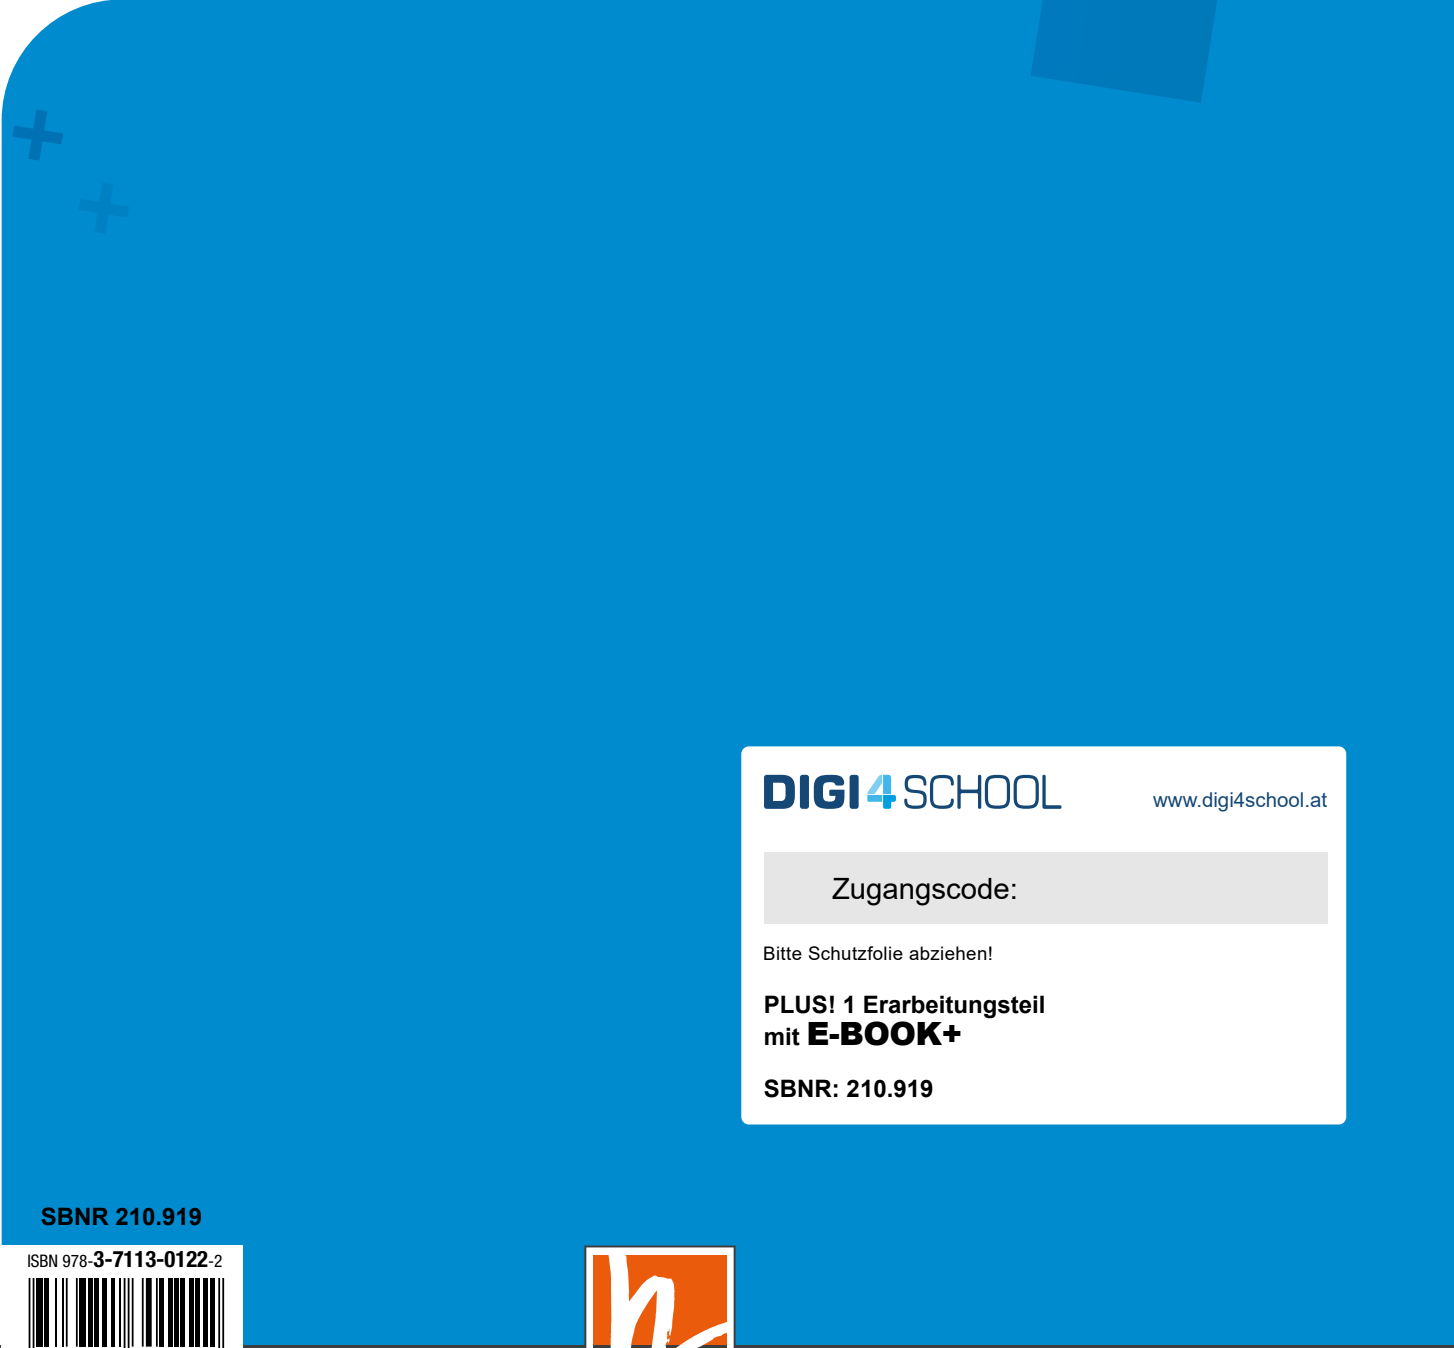 DIGI4SCHOOL www.digi4school.at
Zugangscode:
Bitte Schutzfolie abziehen!
PLUS! 1 Erarbeitungsteil
mit E-BOOK+
SBNR: 210.919
SBNR 210.919
ISBN 978-3-7113-0122-2